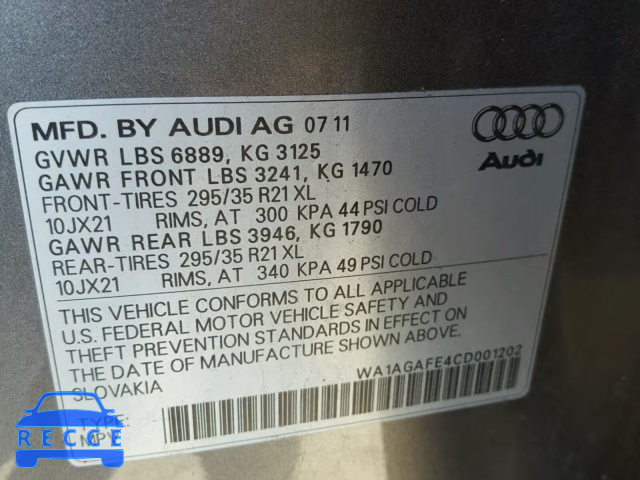 MFD. BY AUDI AG 07 11
GVWR LBS 6889, KG 3125
GAWR FRONT LBS 3241, KG 1470
FRONT-TIRES 295/35 R21 XL
10JX21 RIMS, AT 300 KPA 44 PSI COLD
GAWR REAR LBS 3946, KG 1790
REAR-TIRES 295/35 R21 XL
10JX21 RIMS, AT 340 KPA 49 PSI COLD
Audi
THIS VEHICLE CONFORMS TO ALL APPLICABLE
U.S. FEDERAL MOTOR VEHICLE SAFETY AND
THEFT PREVENTION STANDARDS IN EFFECT ON
THE DATE OF MANUFACTURE SHOWN ABOVE.
SLOVAKIA
WA1AGAFE4CD001202
TYPE:
MPV
RECGE